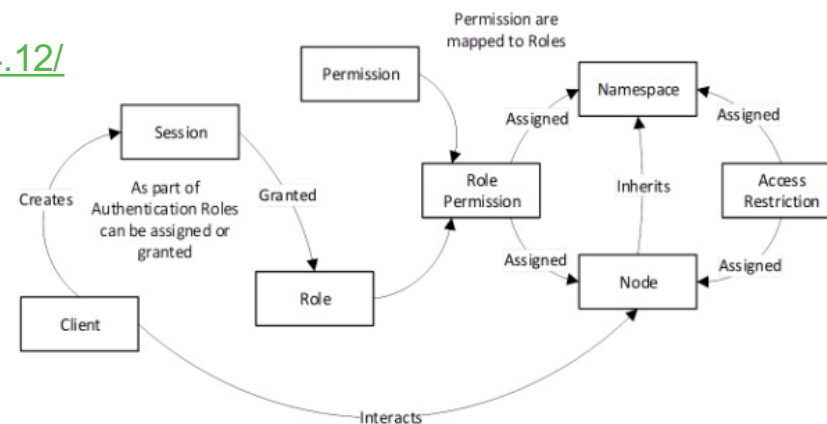 .12/
Permission are
mapped to Roles
Permission
Namespace
Session
Assigned
Assigned
Creates
As part of
Authentication Roles
can be assigned or
granted
Granted
Role
Permission
Inherits
Access
Restriction
Assigned
Assigned
Role
Node
Client
Interacts